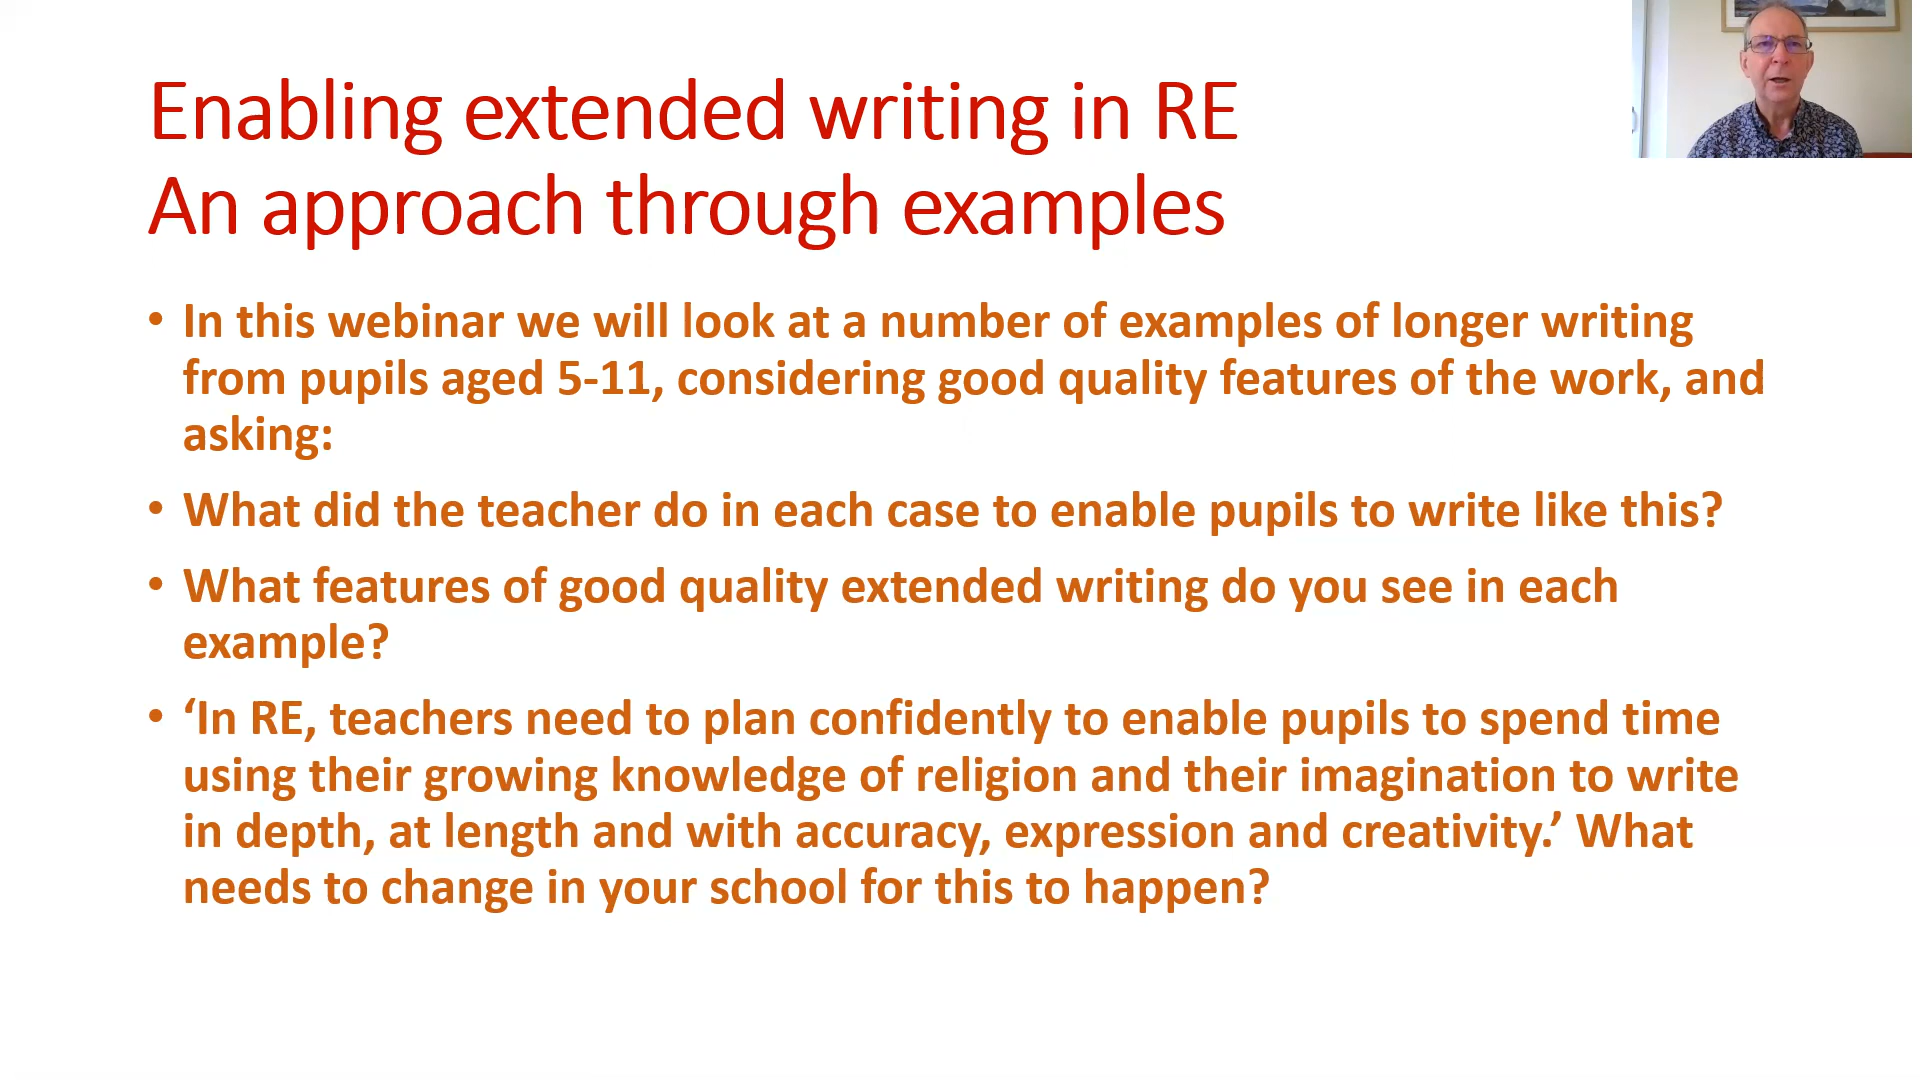 Enabling extended writing in RE
An approach through examples
• In this webinar we will look at a number of examples of longer writing
from pupils aged 5-11, considering good quality features of the work, and
asking:
• What did the teacher do in each case to enable pupils to write like this?
• What features of good quality extended writing do you see in each
example?
• ‘In RE, teachers need to plan confidently to enable pupils to spend time
using their growing knowledge of religion and their imagination to write
in depth, at length and with accuracy, expression and creativity.’ What
needs to change in your school for this to happen?